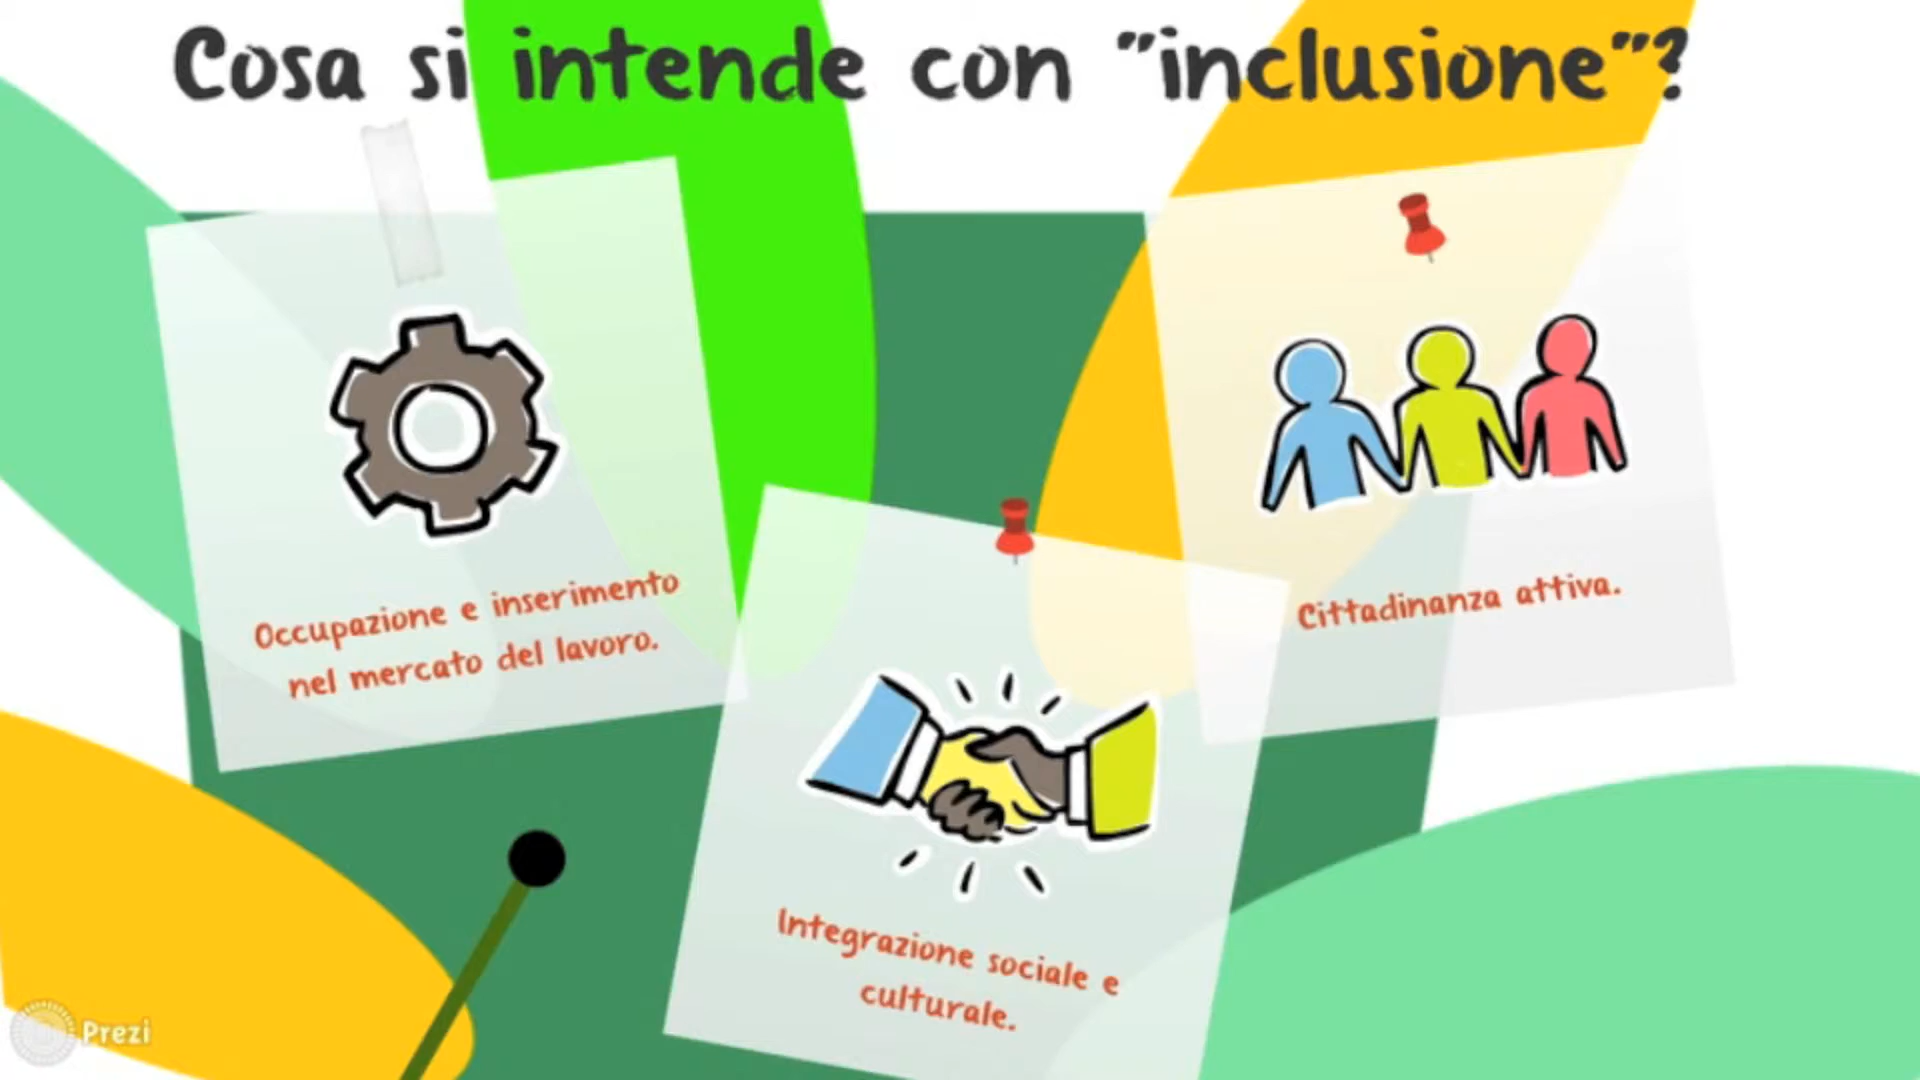 Cosa si intende con "inclusione"?
Occupazione e inserimento
nel mercato del lavoro.
Cittadinanza attiva.
Integrazione sociale e
culturale.
Prezi